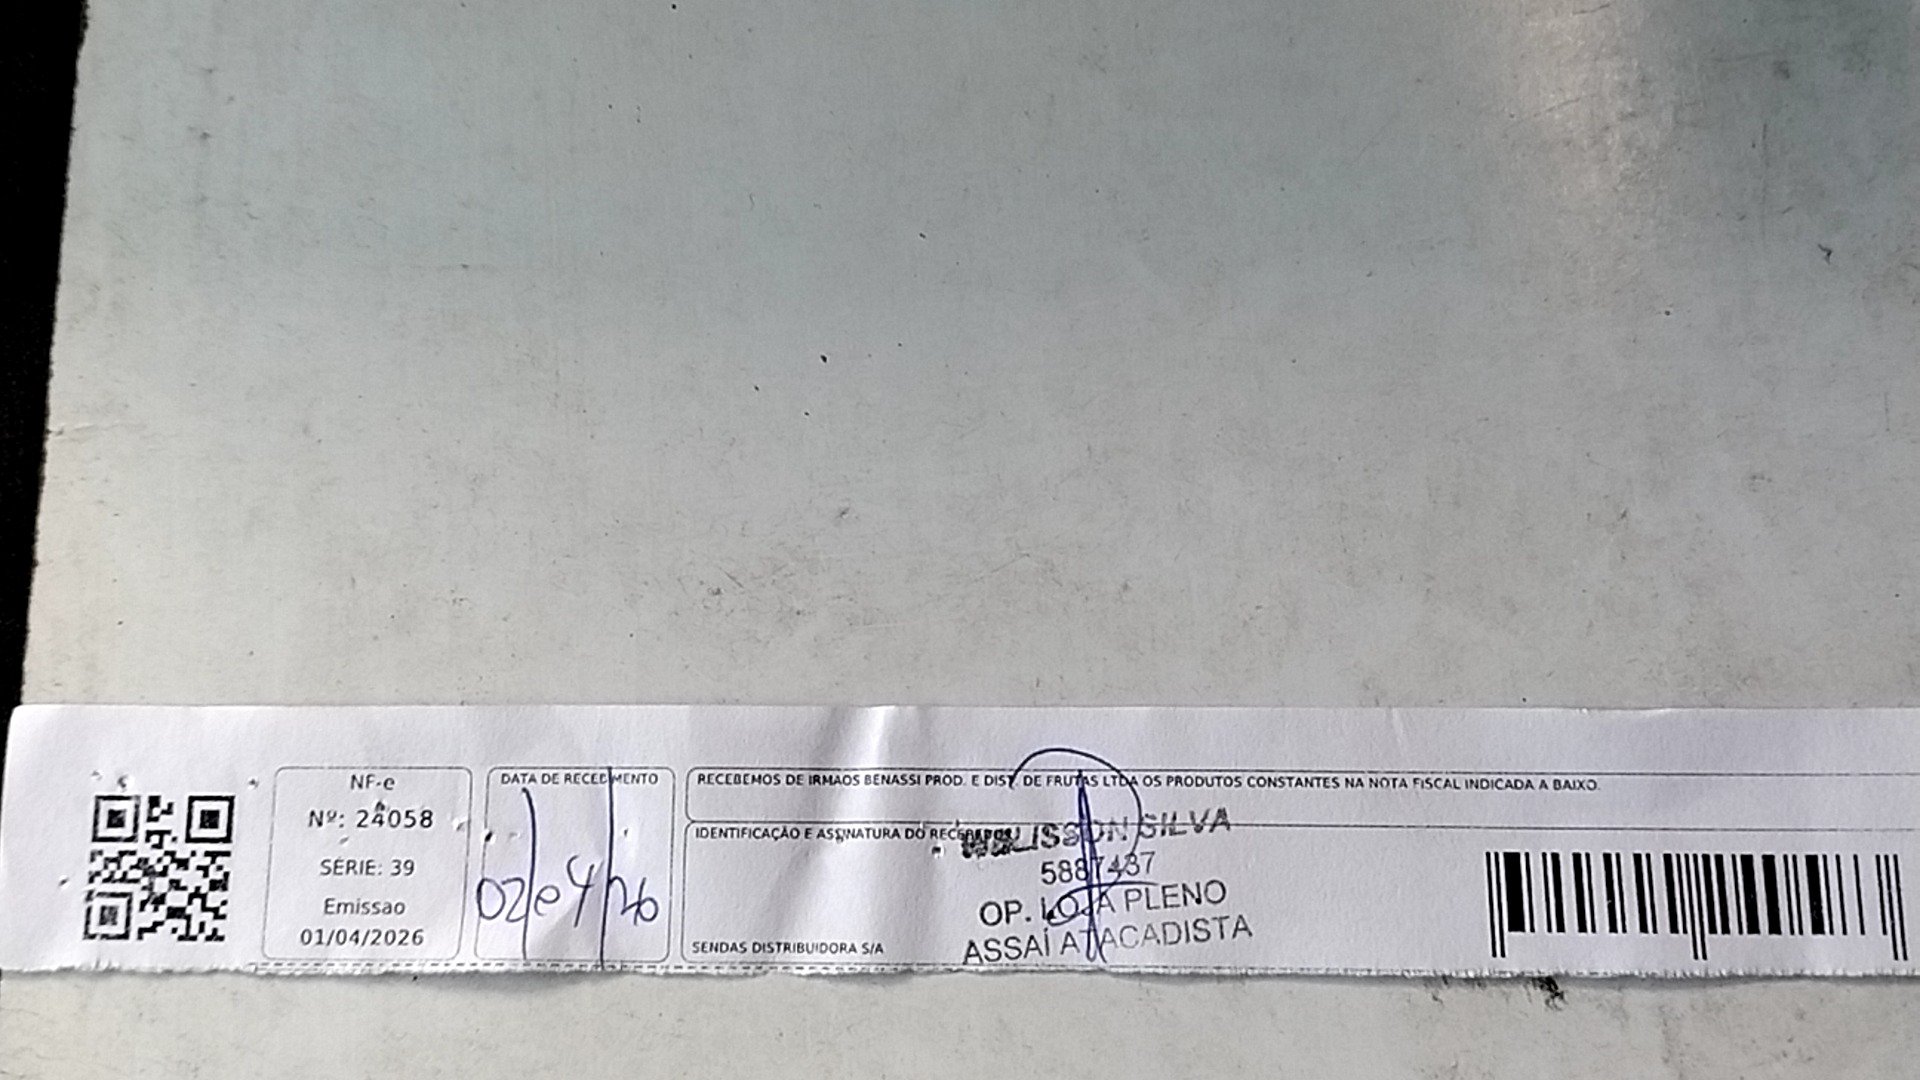 NF-e
Nº: 24058
SÉRIE: 39
Emissao
01/04/2026
DATA DE RECEBIMENTO
02/04/26
RECEBEMOS DE IRMAOS BENASSI PROD. E DIST. DE FRUTAS LTDA OS PRODUTOS CONSTANTES NA NOTA FISCAL INDICADA A BAIXO.
IDENTIFICAÇÃO E ASSINATURA DO RECEBEDOR
SILVA
5887437
OP. LOJA PLENO
ASSAÍ ATACADISTA
SENDAS DISTRIBUIDORA S/A